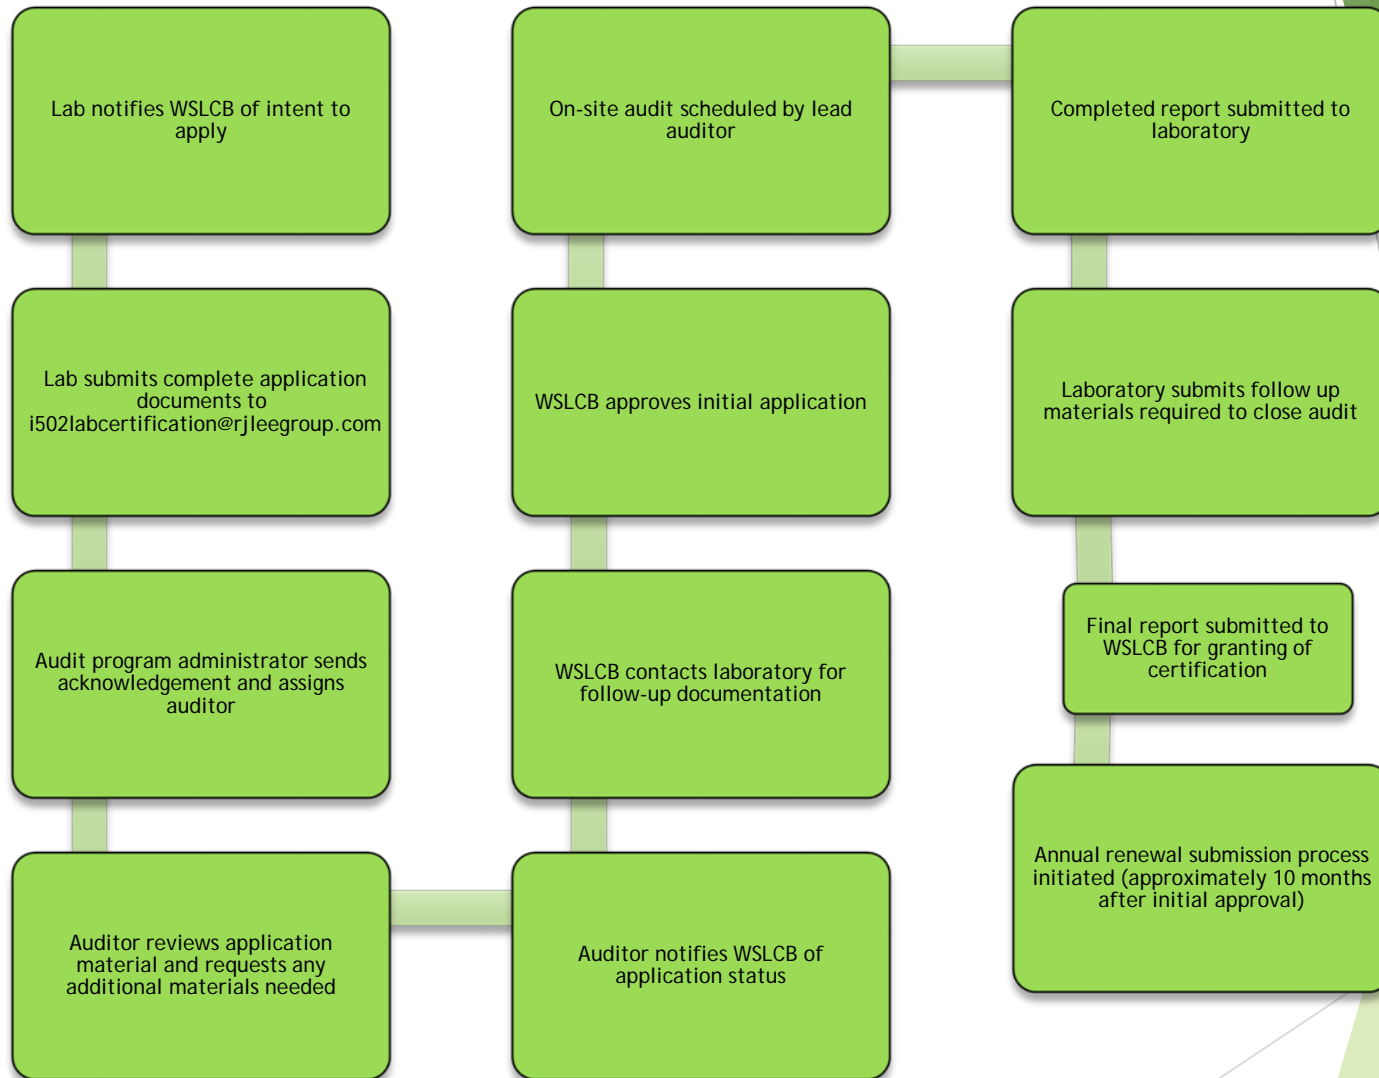 Lab notifies WSLCB of intent to
apply
Lab submits complete application
documents to
i502labcertification@rjleegroup.com
Audit program administrator sends
acknowledgement and assigns
auditor
Auditor reviews application
material and requests any
additional materials needed
Auditor notifies WSLCB of
application status
WSLCB contacts laboratory for
follow-up documentation
WSLCB approves initial application
On-site audit scheduled by lead
auditor
Completed report submitted to
laboratory
Laboratory submits follow up
materials required to close audit
Final report submitted to
WSLCB for granting of
certification
Annual renewal submission process
initiated (approximately 10 months
after initial approval)